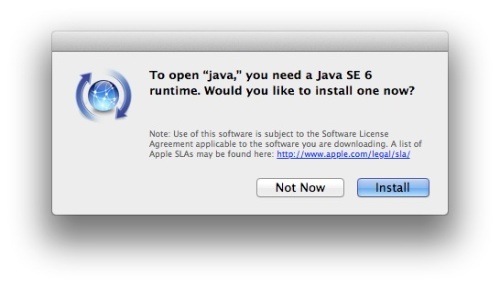 To open “java,” you need a Java SE 6
runtime. Would you like to install one now?
Note: Use of this software is subject to the Software License
Agreement applicable to the software you are downloading. A list of
Apple SLAs may be found here: http://www.apple.com/legal/sla/
Not Now
Install